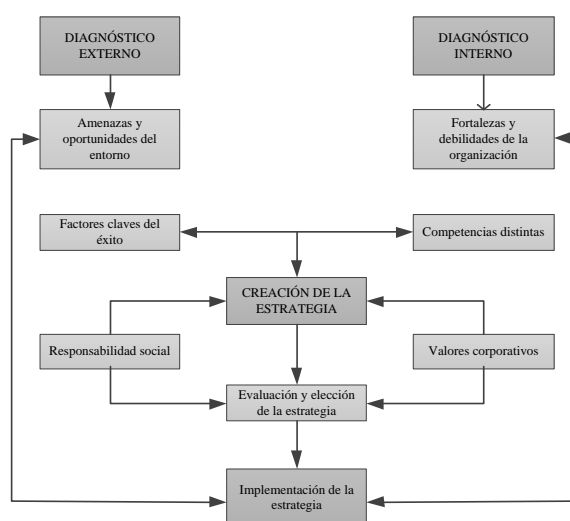 DIAGNÓSTICO
EXTERNO
DIAGNÓSTICO
INTERNO
Amenazas y
oportunidades del
entorno
Fortalezas y
debilidades de la
organización
Factores claves del
éxito
Competencias distintas
CREACIÓN DE LA
ESTRATEGIA
Responsabilidad social
Valores corporativos
Evaluación y elección
de la estrategia
Implementación de la
estrategia